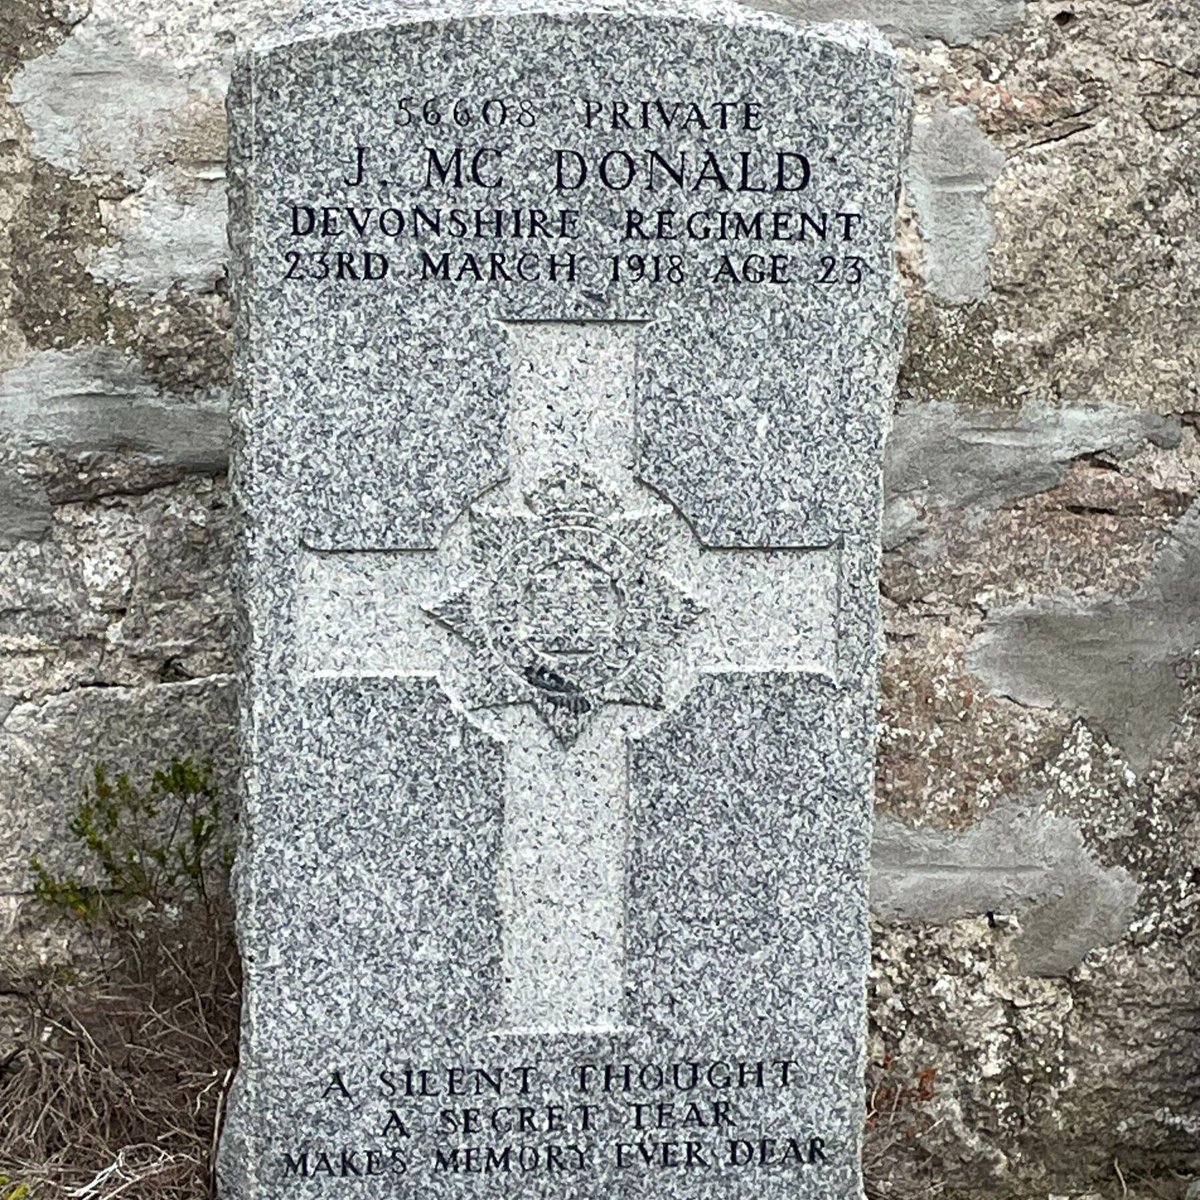 56608 PRIVATE
J. MC DONALD
DEVONSHIRE REGIMENT
23RD MARCH 1918 AGE 23
A SILENT THOUGHT
A SECRET TEAR
MAKES MEMORY EVER DEAR